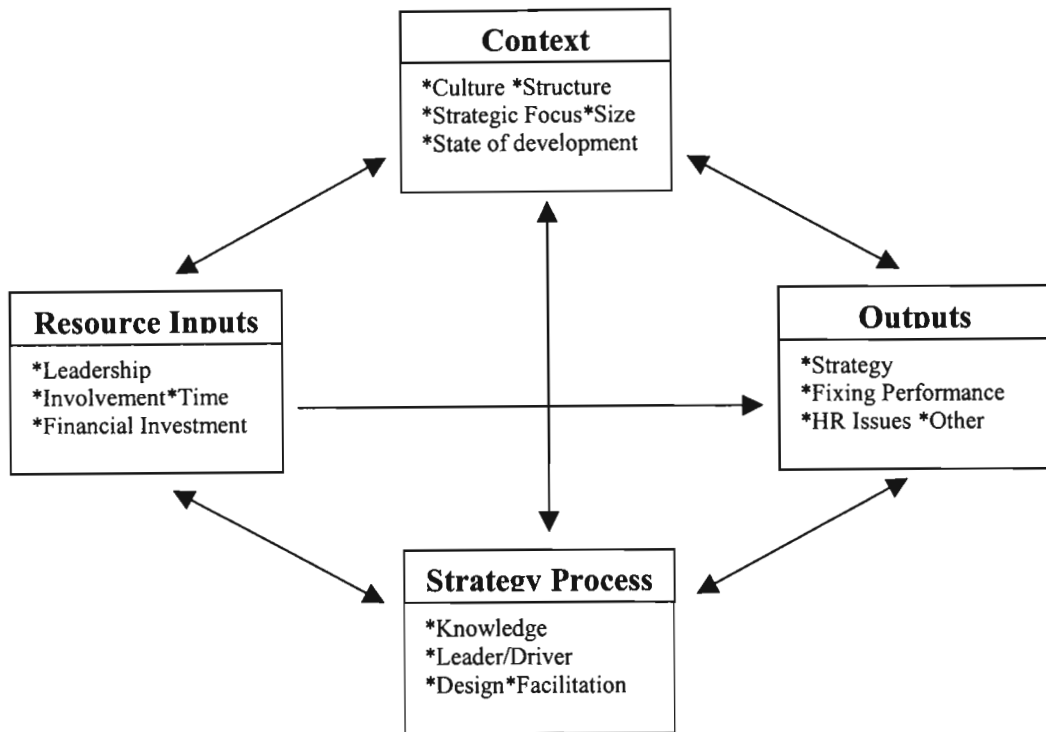 Context
*Culture *Structure
*Strategic Focus*Size
*State of development
Resource Inputs
*Leadership
*Involvement*Time
*Financial Investment
Outputs
*Strategy
*Fixing Performance
*HR Issues *Other
Strategy Process
*Knowledge
*Leader/Driver
*Design*Facilitation